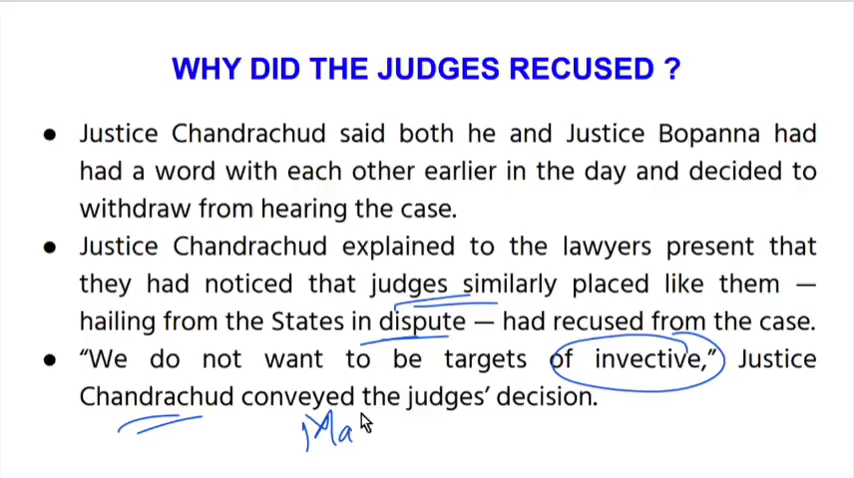 WHY DID THE JUDGES RECUSED ?
● Justice Chandrachud said both he and Justice Bopanna had
had a word with each other earlier in the day and decided to
withdraw from hearing the case.
● Justice Chandrachud explained to the lawyers present that
they had noticed that judges similarly placed like them —
hailing from the States in dispute — had recused from the case.
● “We do not want to be targets of invective,” Justice
Chandrachud conveyed the judges’ decision.